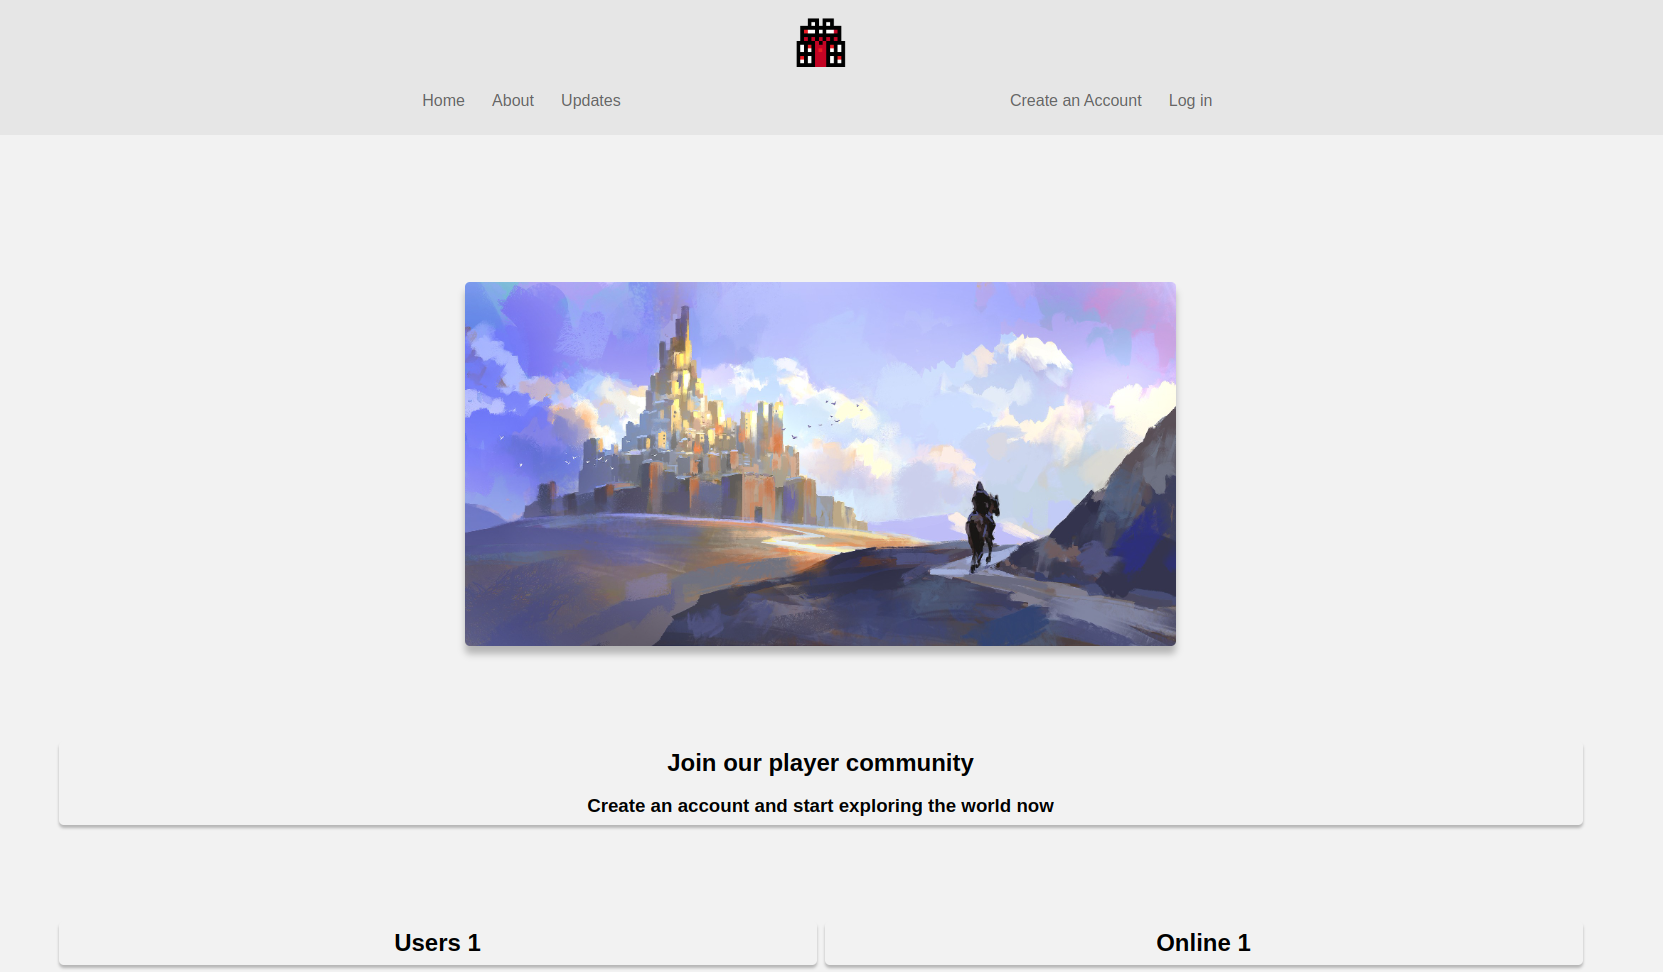 Home About Updates Create an Account Log in
Join our player community
Create an account and start exploring the world now
Users 1 Online 1